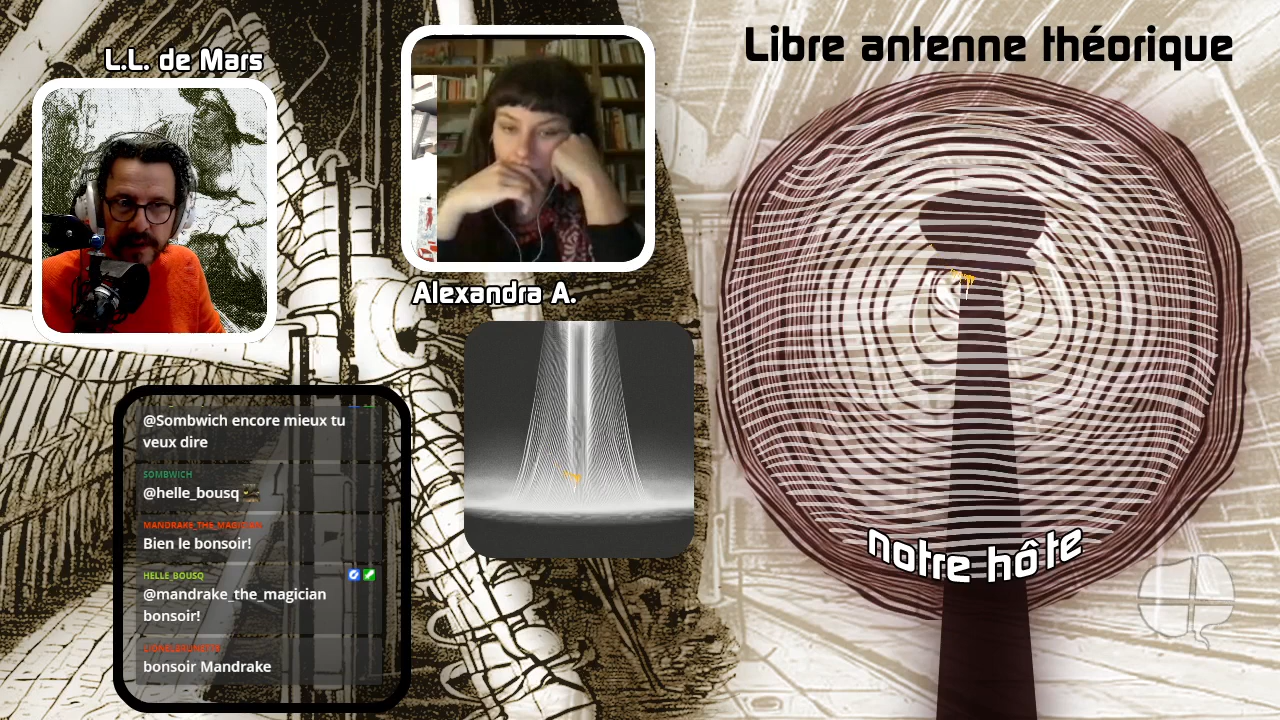 L.L. de Mars
Libre antenne théorique
Alexandra A.
@Sombwich encore mieux tu
veux dire
SOMBWICH
@helle_bousq
MANDRAKE_THE_MAGICIAN
Bien le bonsoir!
HELLE_BOUSQ
@mandrake_the_magician
bonsoir!
bonsoir Mandrake
notre hôte